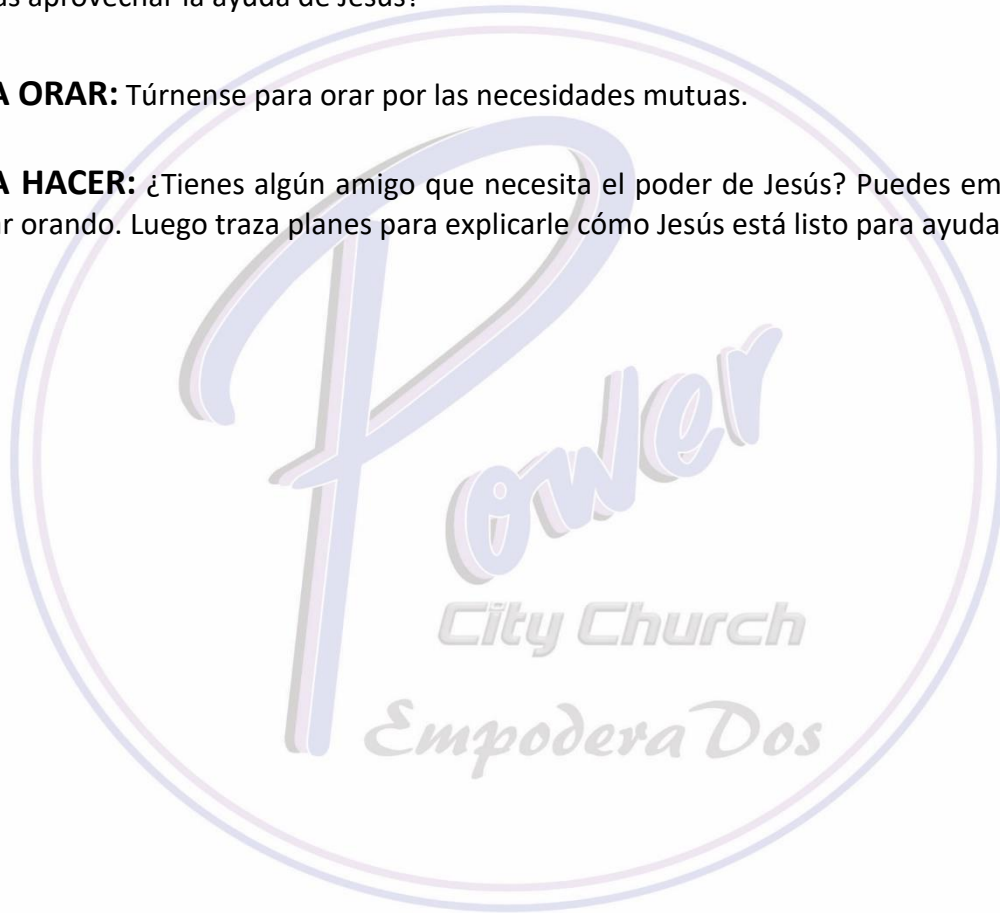 as aprovechar la ayuda de Jesús?
A ORAR: Túrnense para orar por las necesidades mutuas.
A HACER: ¿Tienes algún amigo que necesita el poder de Jesús? Puedes em
ar orando. Luego traza planes para explicarle cómo Jesús está listo para ayuda
Power
City Church
EmpoderaDos